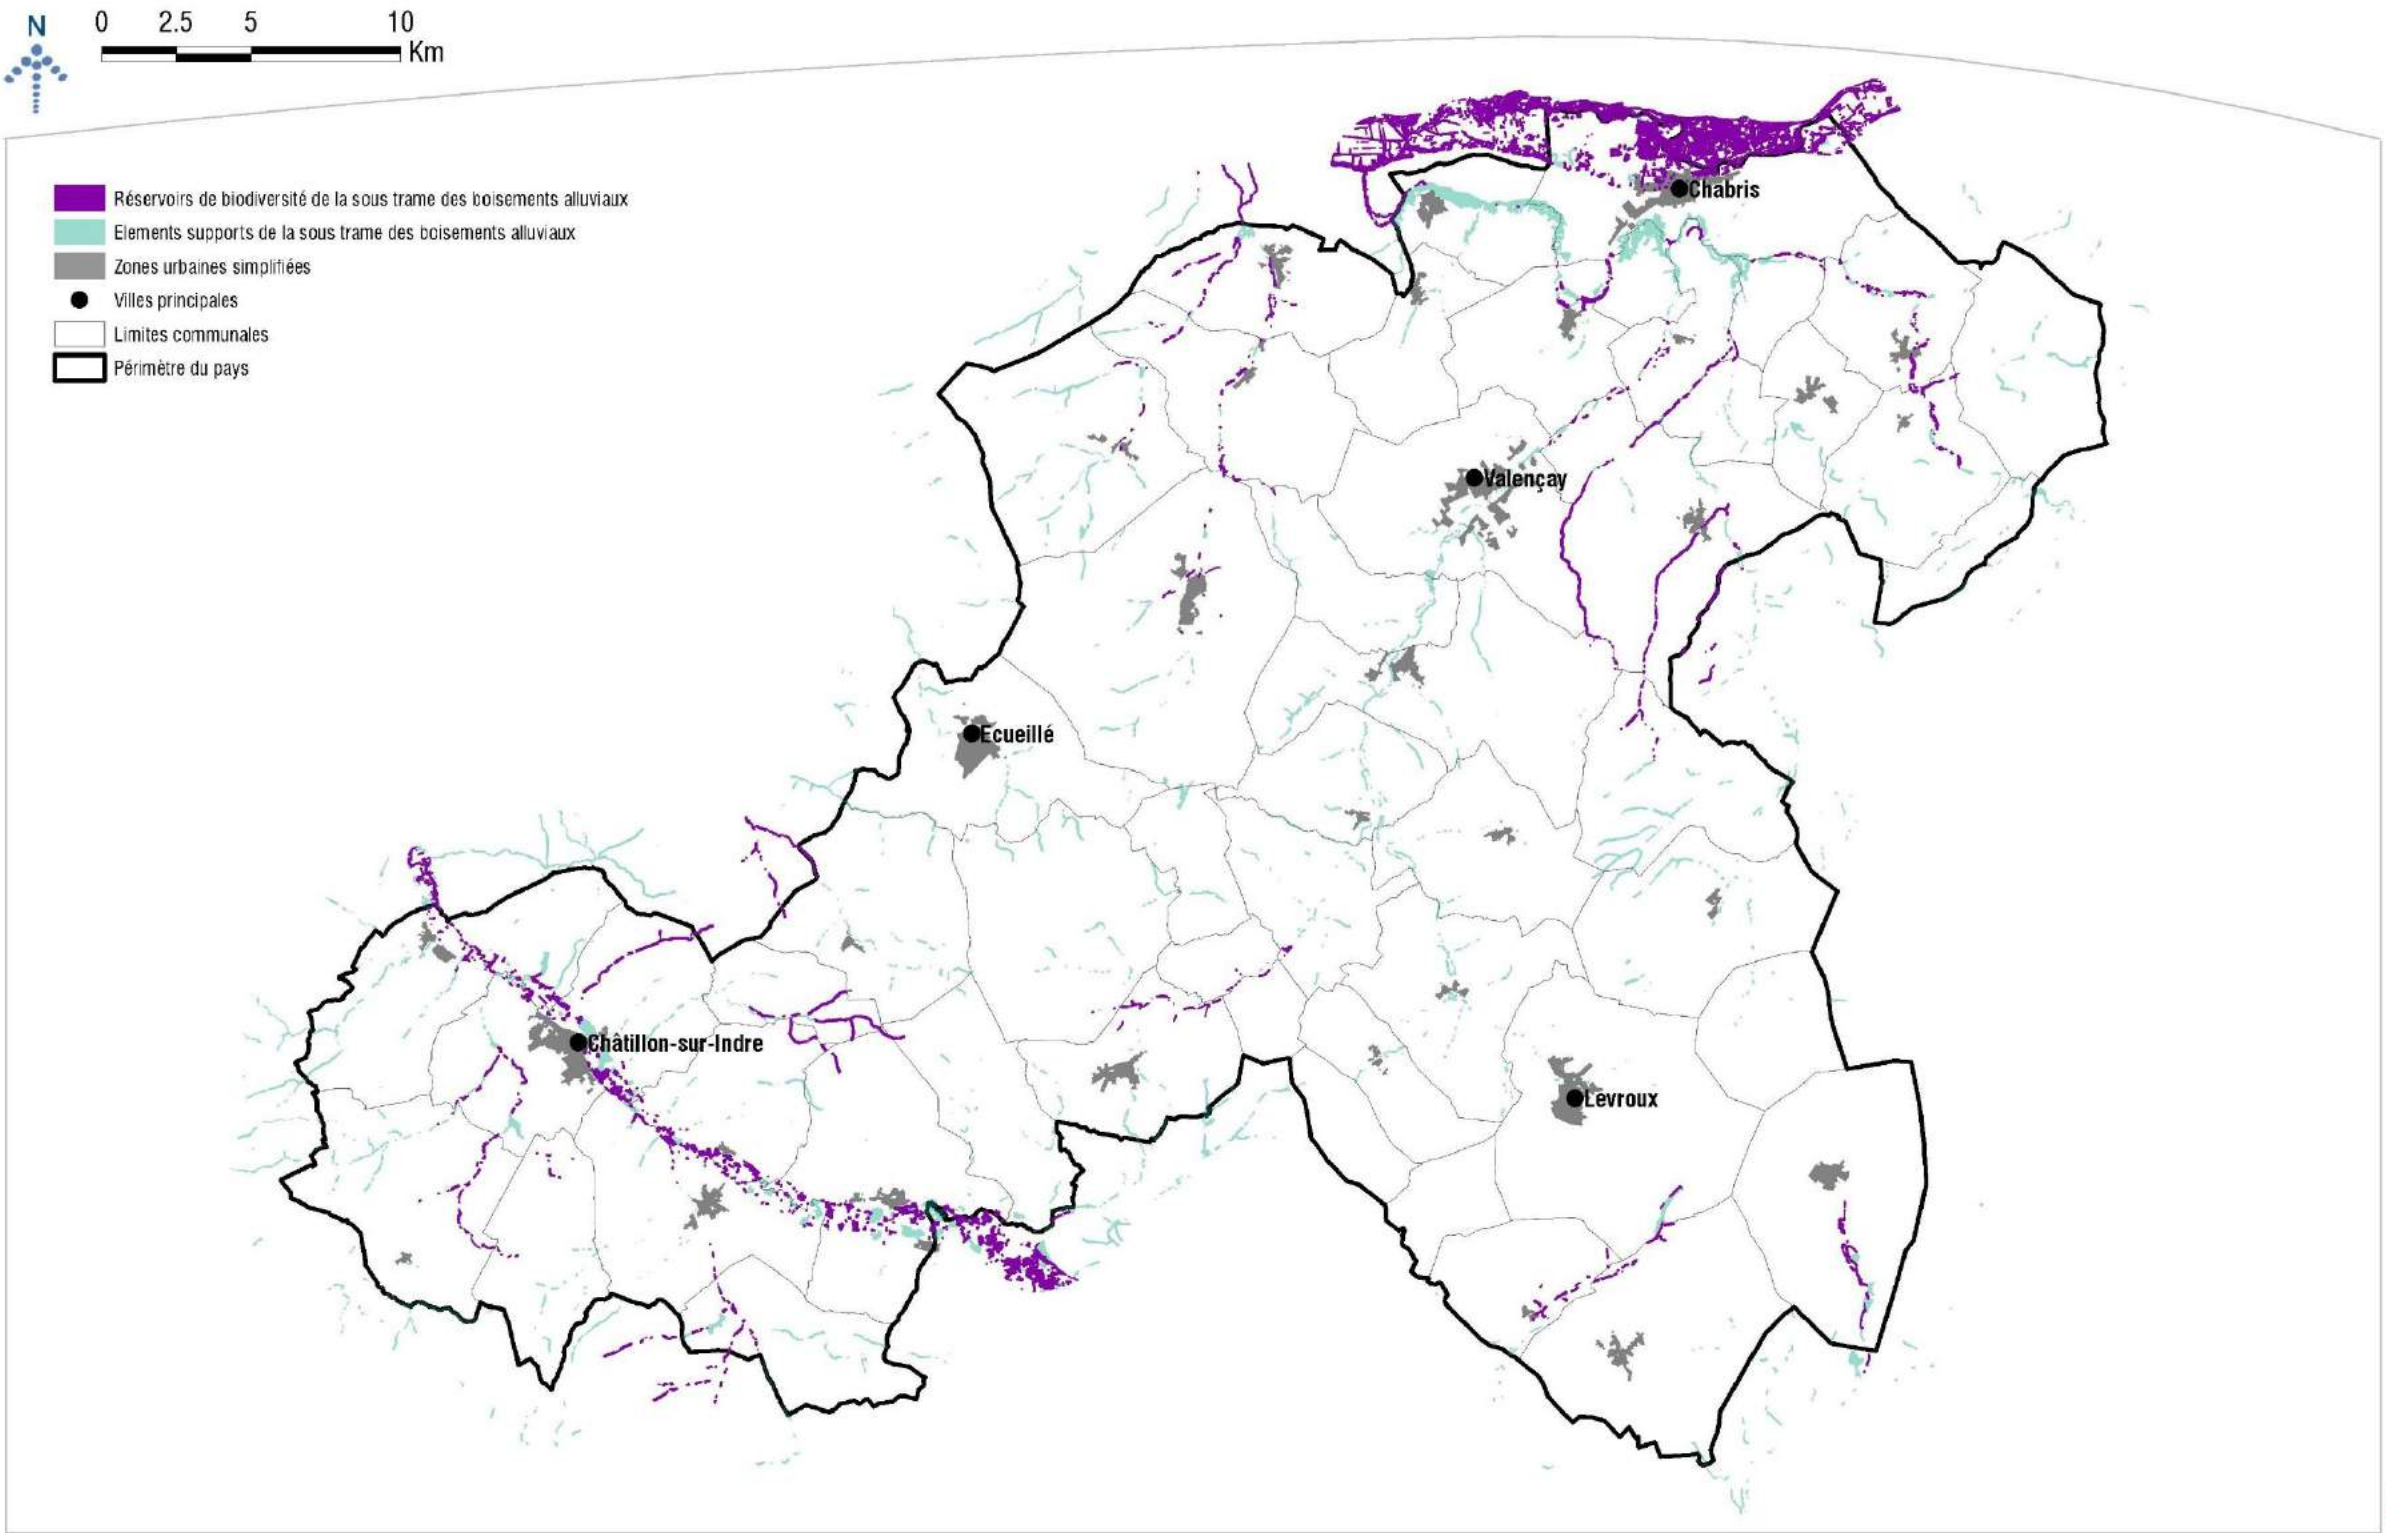 N
0 2.5 5 10
Km
Réservoirs de biodiversité de la sous trame des boisements alluviaux
Elements supports de la sous trame des boisements alluviaux
Zones urbaines simplifiées
Villes principales
Limites communales
Périmètre du pays
Chabris
Valençay
Ecueillé
Châtillon-sur-Indre
Levroux